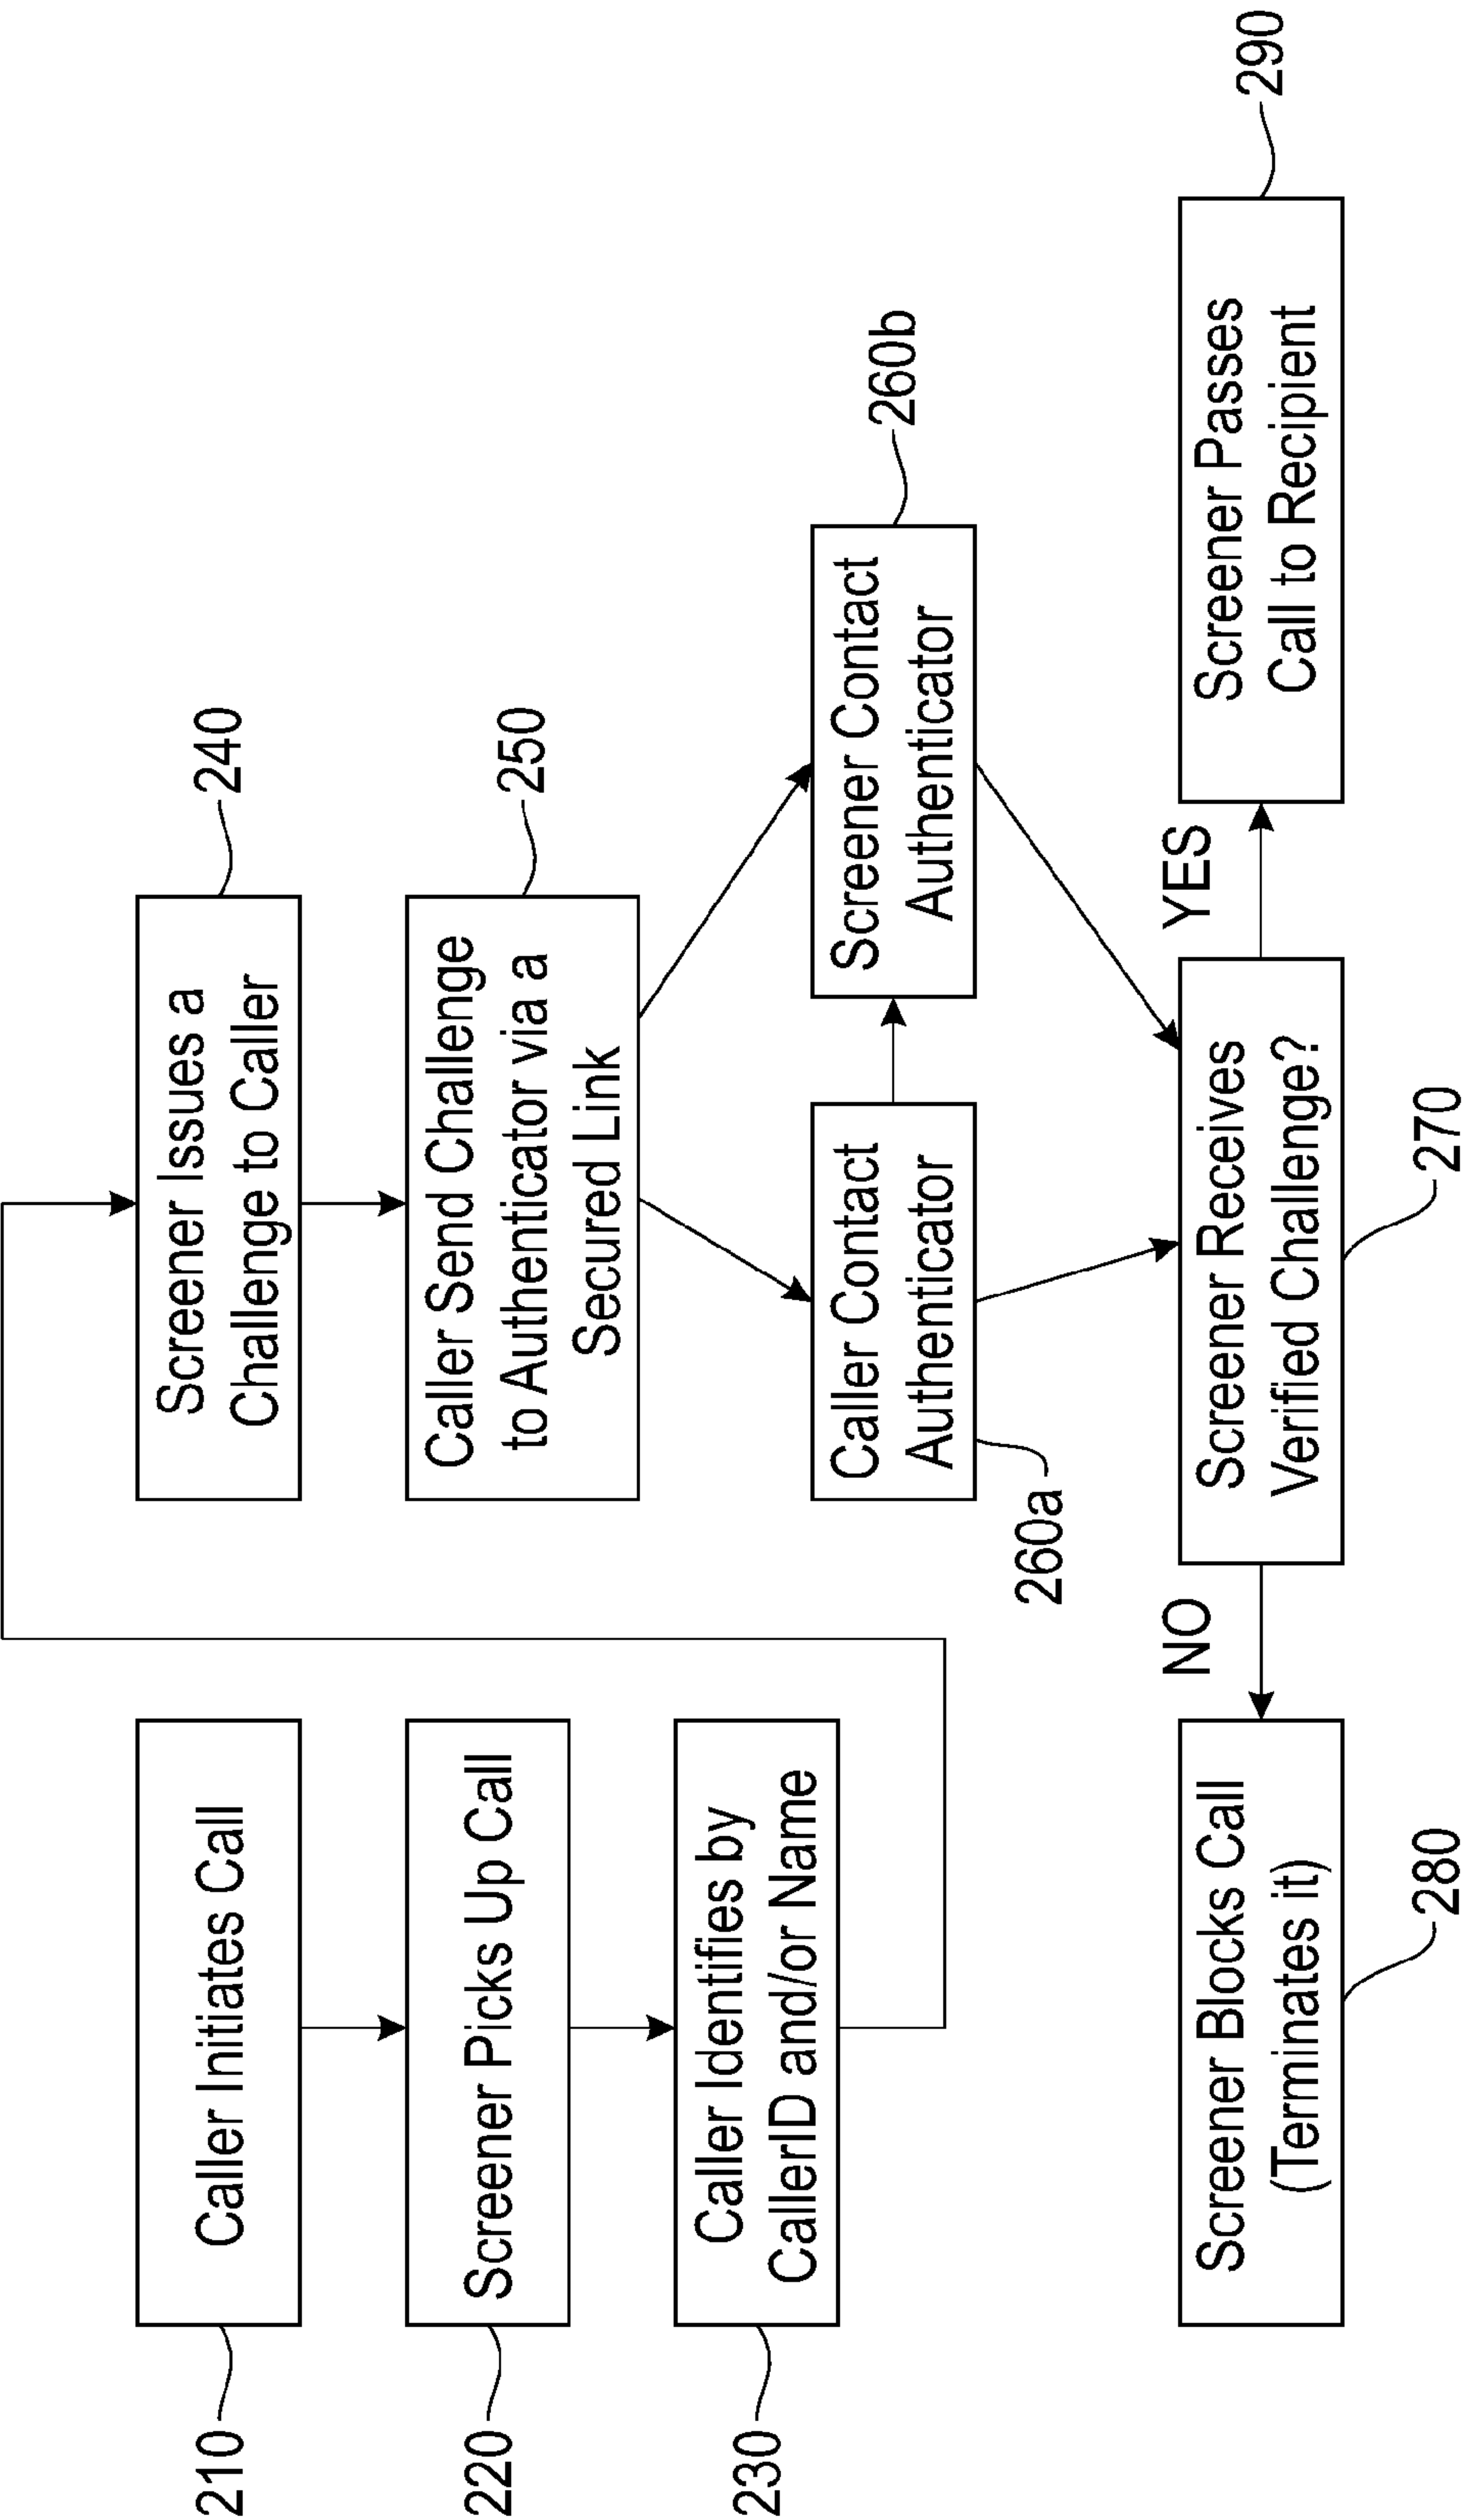 210
Caller Initiates Call
220
Screener Picks Up Call
230
Caller Identifies by
CallerID and/or Name
Screener Issues a
Challenge to Caller
240
Caller Send Challenge
to Authenticator via a
Secured Link
250
Caller Contact
Authenticator
260a
Screener Contact
Authenticator
260b
Screener Receives
Verified Challenge?
270
NO
YES
Screener Blocks Call
(Terminates it)
280
Screener Passes
Call to Recipient
290